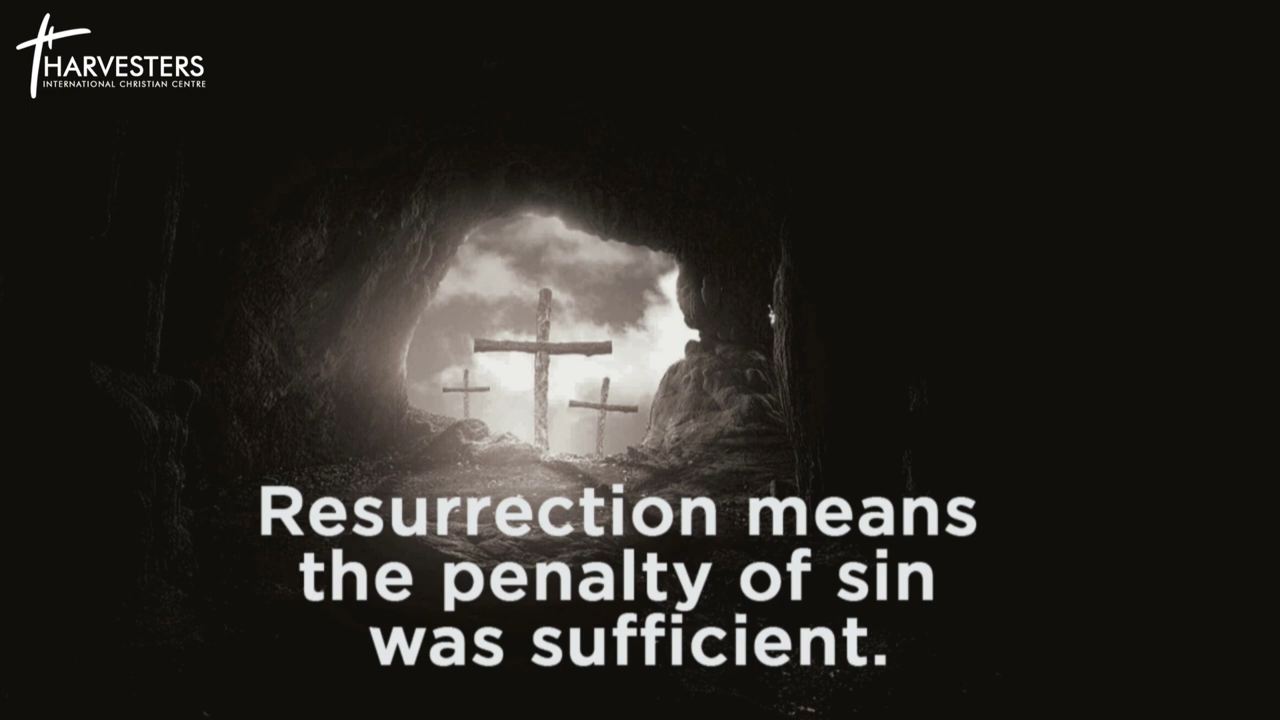 HARVESTERS
INTERNATIONAL CHRISTIAN CENTRE
Resurrection means
the penalty of sin
was sufficient.